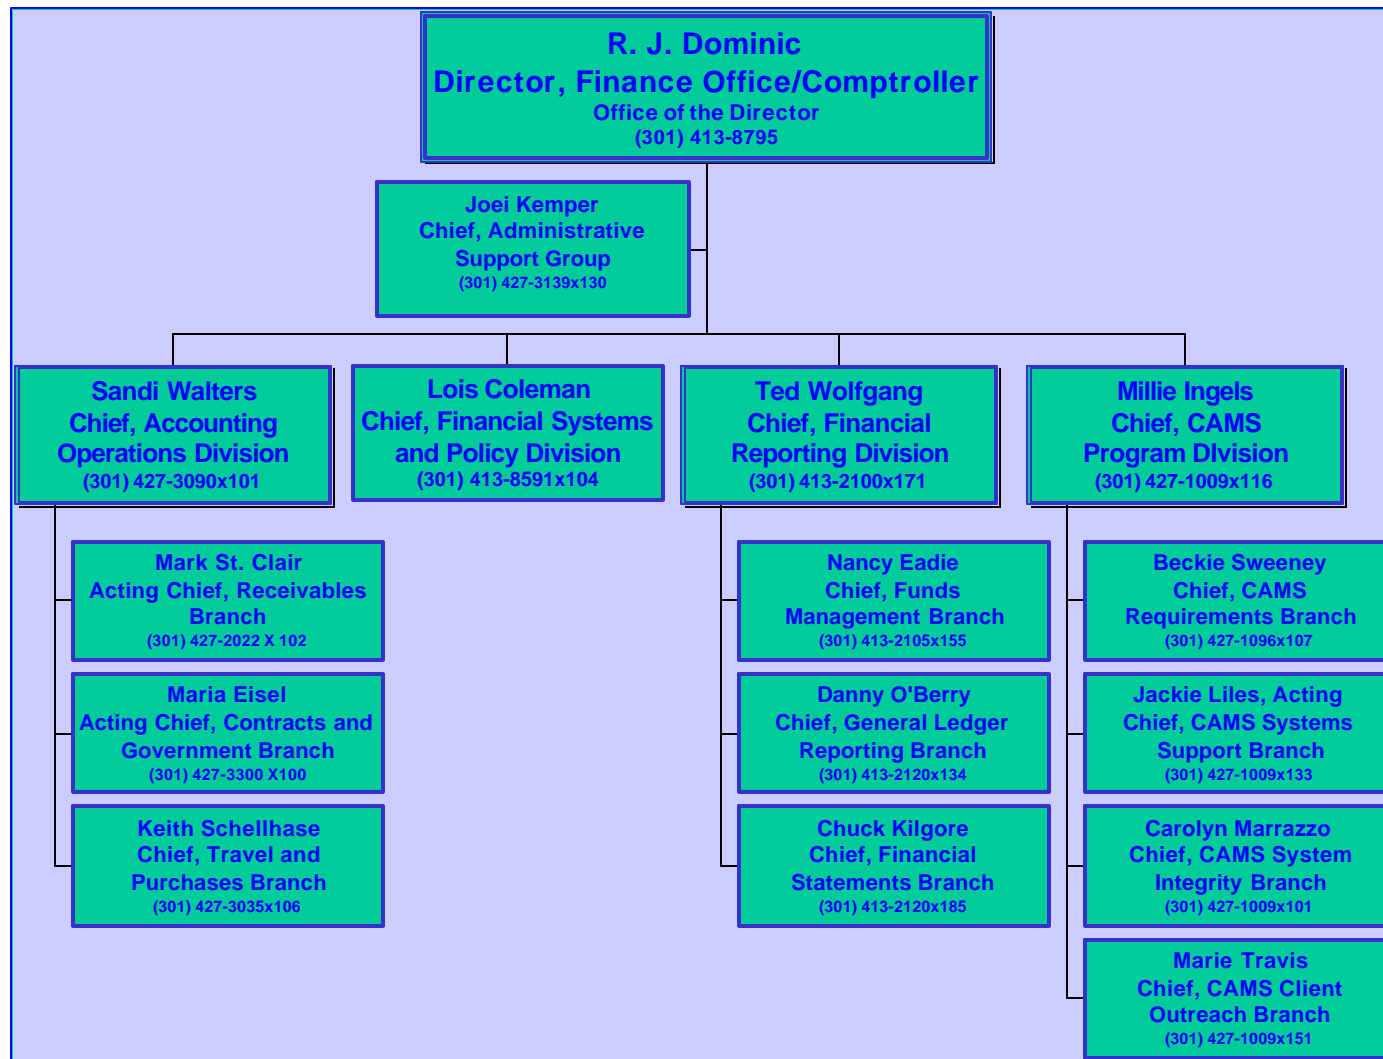 R. J. Dominic
Director, Finance Office/Comptroller
Office of the Director
(301) 413-8795
Joei Kemper
Chief, Administrative
Support Group
(301) 427-3139x130
Sandi Walters
Chief, Accounting
Operations Division
(301) 427-3090x101
Lois Coleman
Chief, Financial Systems
and Policy Division
(301) 413-8591x104
Ted Wolfgang
Chief, Financial
Reporting Division
(301) 413-2100x171
Millie Ingels
Chief, CAMS
Program DIvision
(301) 427-1009x116
Mark St. Clair
Acting Chief, Receivables
Branch
(301) 427-2022 X 102
Maria Eisel
Acting Chief, Contracts and
Government Branch
(301) 427-3300 X100
Keith Schellhase
Chief, Travel and
Purchases Branch
(301) 427-3035x106
Nancy Eadie
Chief, Funds
Management Branch
(301) 413-2105x155
Danny O'Berry
Chief, General Ledger
Reporting Branch
(301) 413-2120x134
Chuck Kilgore
Chief, Financial
Statements Branch
(301) 413-2120x185
Beckie Sweeney
Chief, CAMS
Requirements Branch
(301) 427-1096x107
Jackie Liles, Acting
Chief, CAMS Systems
Support Branch
(301) 427-1009x133
Carolyn Marrazzo
Chief, CAMS System
Integrity Branch
(301) 427-1009x101
Marie Travis
Chief, CAMS Client
Outreach Branch
(301) 427-1009x151